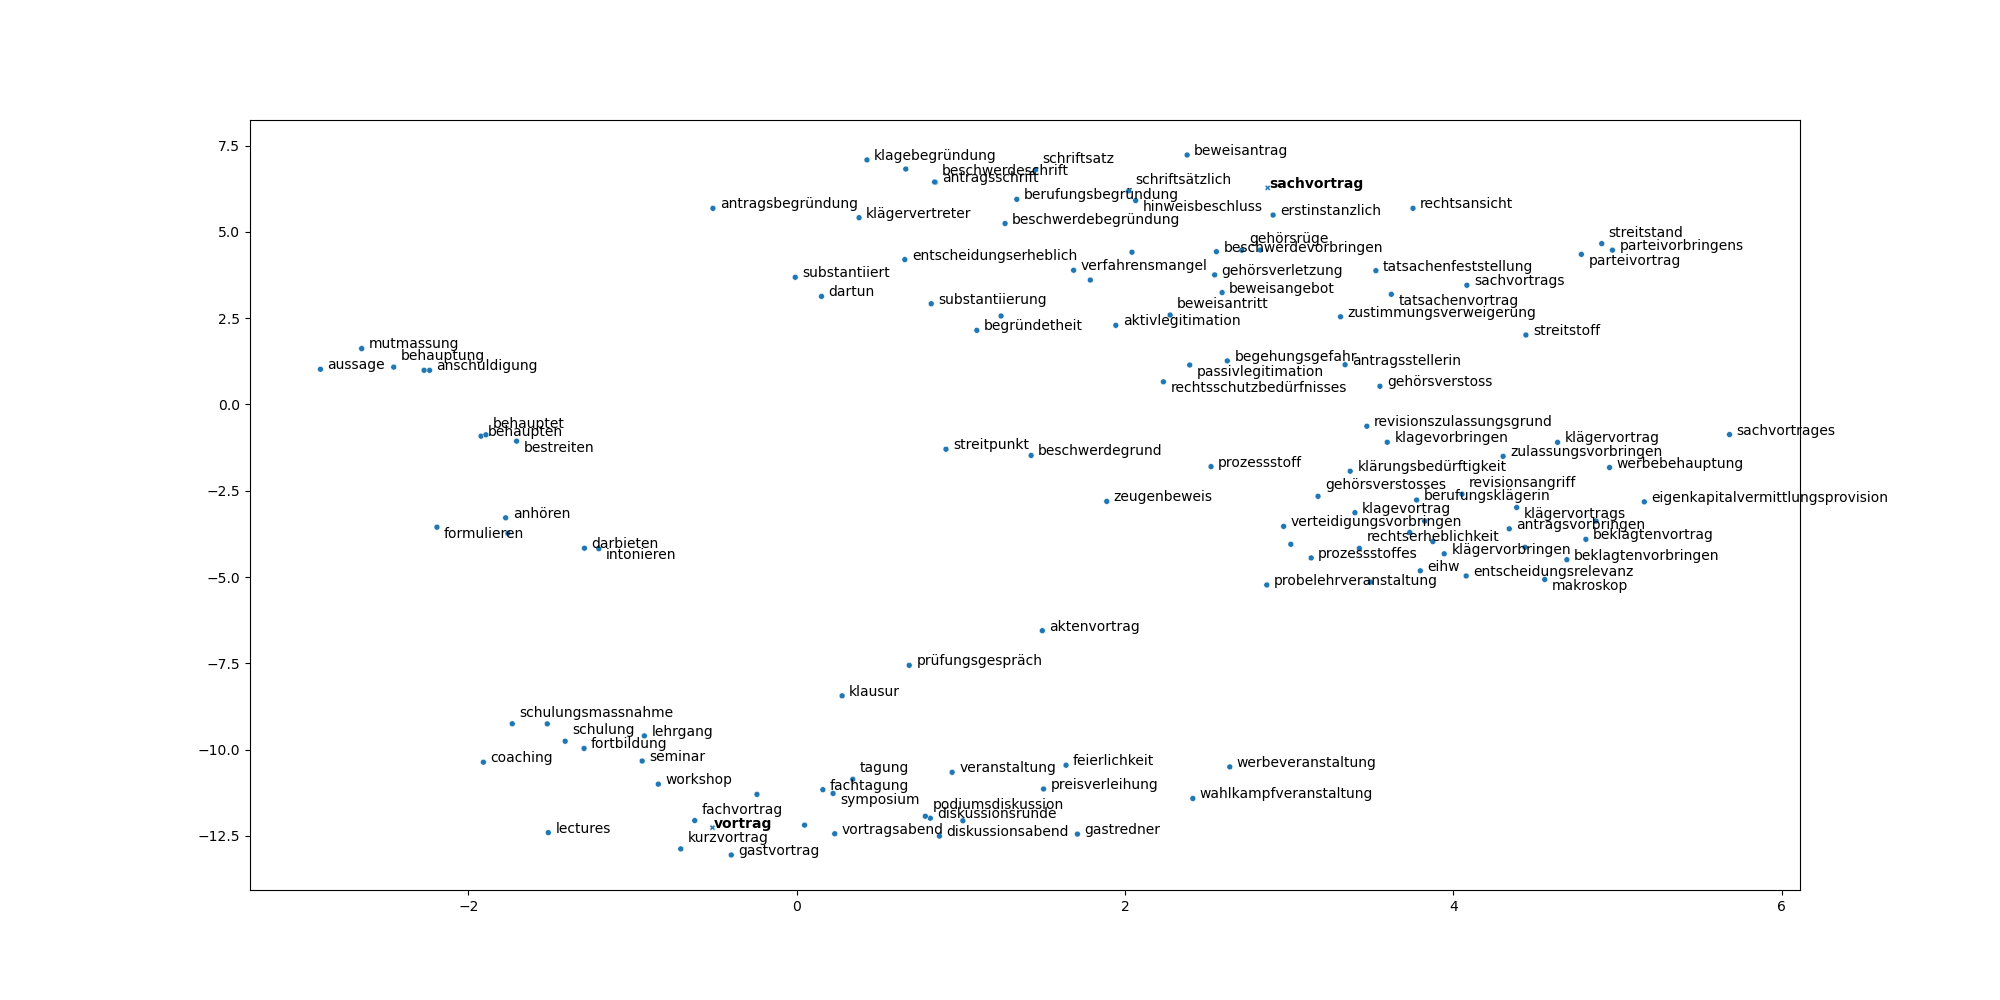 7.5
5.0
2.5
0.0
−2.5
−5.0
−7.5
−10.0
−12.5
−2
0
2
4
6
beweisantrag
klagebegründung
schriftsatz
beschwerdeschrift
antragsschrift
schriftsätzlich
sachvortrag
berufungsbegründung
antragsbegründung
hinweisbeschluss
erstinstanzlich
rechtsansicht
klägervertreter
beschwerdebegründung
streitstand
gehörsrüge
beschwerdevorbringen
parteivorbringens
entscheidungserheblich
parteivortrag
verfahrensmangel
tatsachenfeststellung
substantiiert
gehörsverletzung
sachvortrags
dartun
beweisangebot
substantiierung
beweisantritt
tatsachenvortrag
zustimmungsverweigerung
begründetheit
aktivlegitimation
streitstoff
mutmassung
behauptung
aussage
anschuldigung
begehungsgefahr
antragsstellerin
passivlegitimation
rechtsschutzbedürfnisses
gehörsverstoss
behauptet
behaupten
bestreiten
revisionszulassungsgrund
sachvortrages
klagevorbringen
klägervortrag
streitpunkt
beschwerdegrund
zulassungsvorbringen
prozessstoff
klärungsbedürftigkeit
werbebehauptung
gehörsverstosses
revisionsangriff
zeugenbeweis
berufungsklägerin
eigenkapitalvermittlungsprovision
klagevortrag
klägervortrags
anhören
verteidigungsvorbringen
antragsvorbringen
formulieren
rechtserheblichkeit
beklagtenvortrag
darbieten
intonieren
prozessstoffes
klägervorbringen
beklagtenvorbringen
eihw
entscheidungsrelevanz
probelehrveranstaltung
makroskop
aktenvortrag
prüfungsgespräch
klausur
schulungsmassnahme
schulung
lehrgang
fortbildung
coaching
seminar
workshop
tagung
veranstaltung
feierlichkeit
werbeveranstaltung
fachtagung
preisverleihung
symposium
wahlkampfveranstaltung
fachvortrag
podiumsdiskussion
diskussionsrunde
vortrag
lectures
vortragsabend
diskussionsabend
gastredner
kurzvortrag
gastvortrag